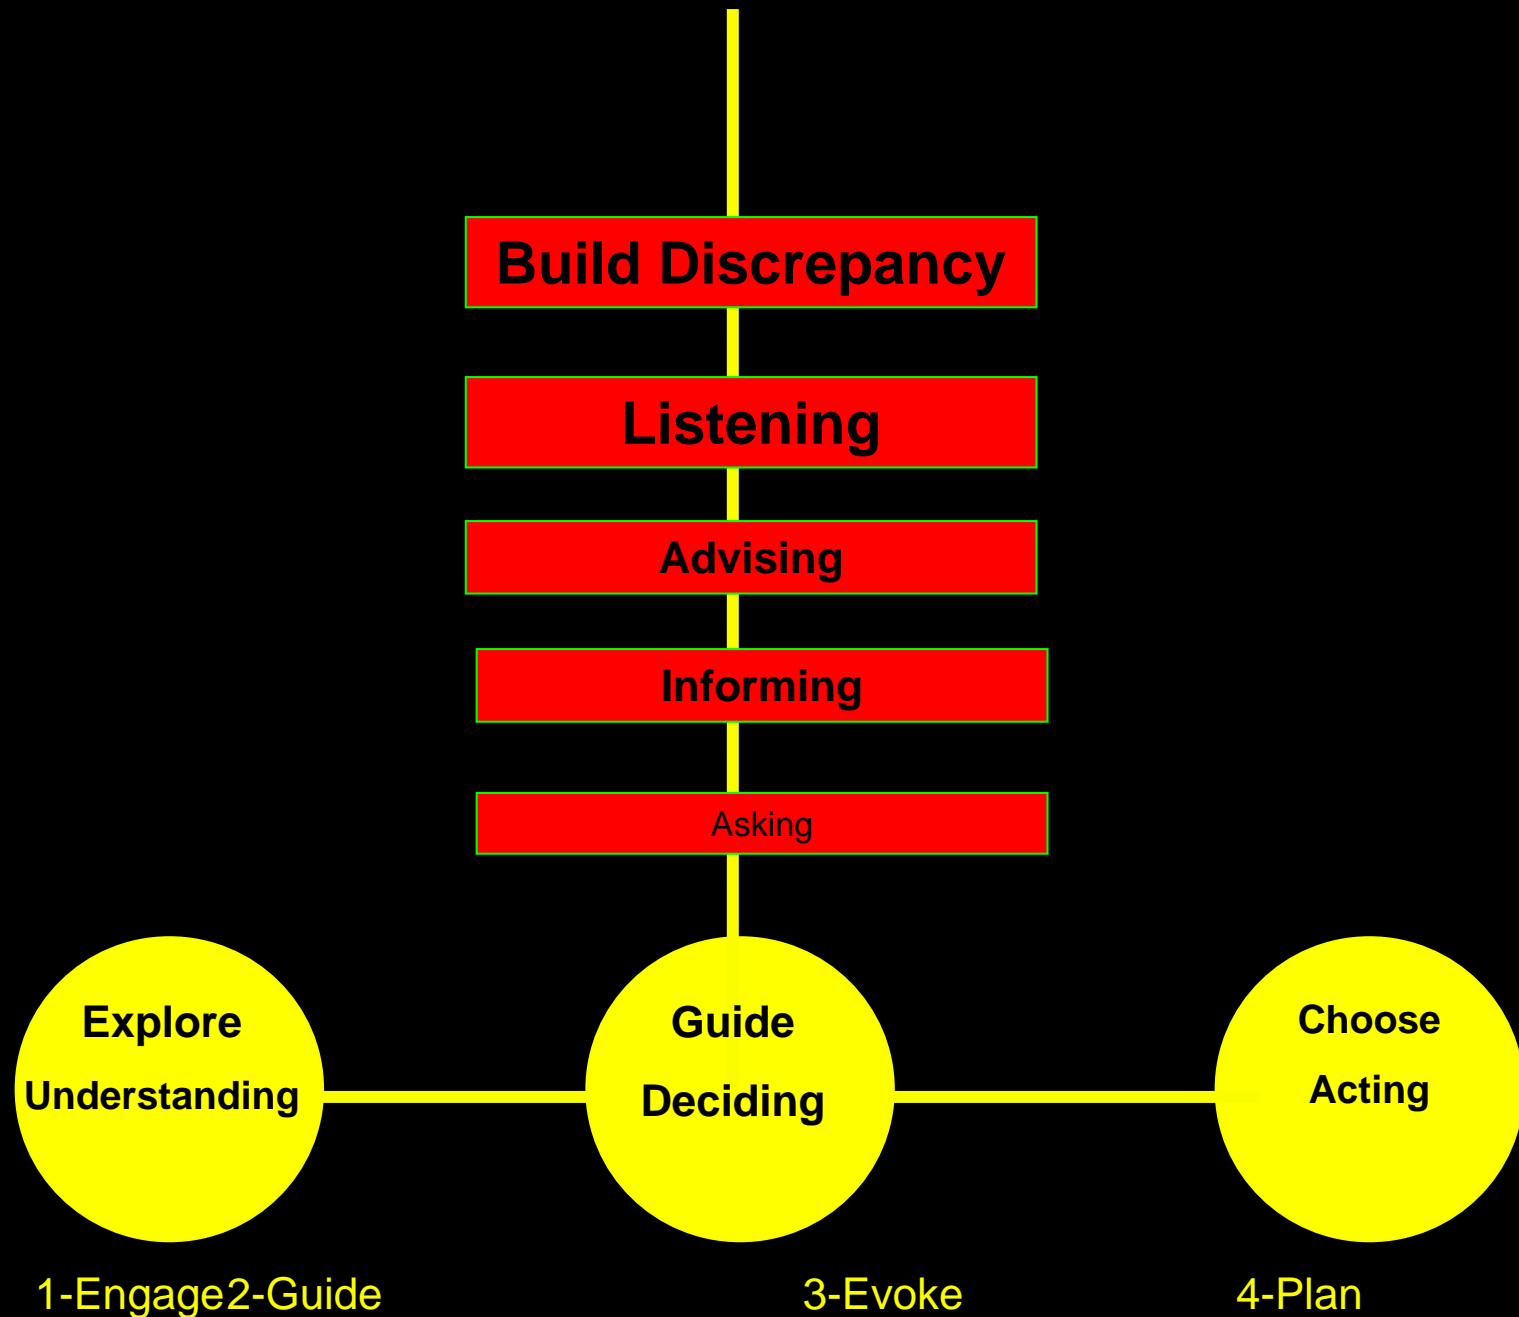 Build Discrepancy
Listening
Advising
Informing
Asking
Explore
Understanding
Guide
Deciding
Choose
Acting
1-Engage2-Guide 3-Evoke 4-Plan